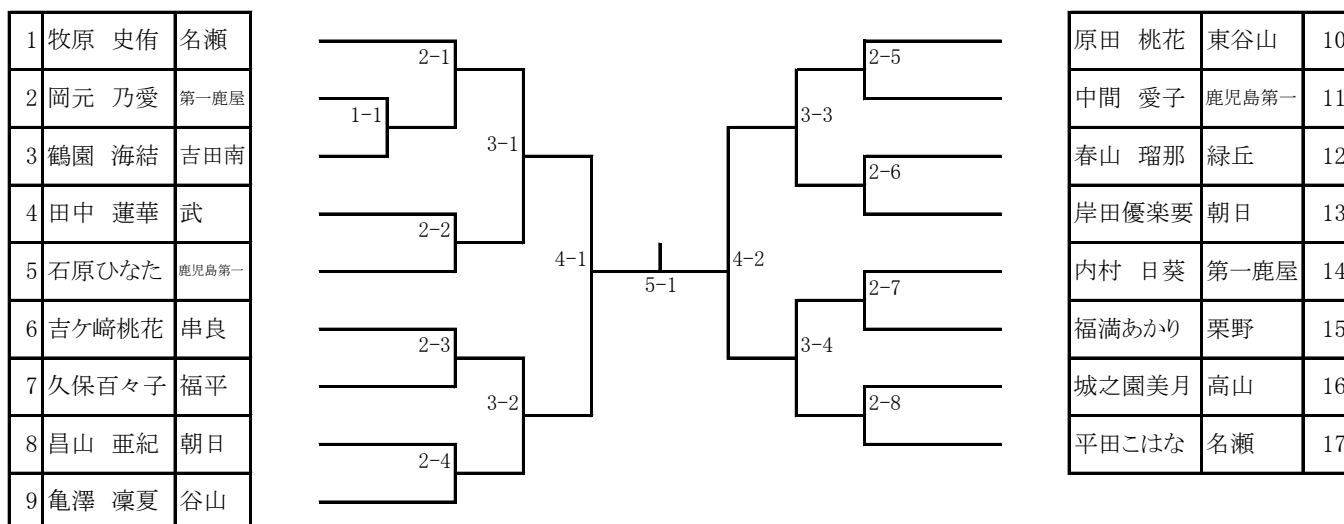 1 牧原 史侑 名瀬
2 岡元 乃愛 第一鹿屋
3 鶴園 海結 吉田南
4 田中 蓮華 武
5 石原ひなた 鹿児島第一
6 吉ケ﨑桃花 串良
7 久保百々子 福平
8 昌山 亜紀 朝日
9 亀澤 凜夏 谷山
2-1
1-1
3-1
2-2
4-1
2-3
3-2
2-4
5-1
2-5
3-3
2-6
4-2
2-7
3-4
2-8
原田 桃花 東谷山 10
中間 愛子 鹿児島第一 11
春山 瑠那 緑丘 12
岸田優楽要 朝日 13
内村 日葵 第一鹿屋 14
福満あかり 栗野 15
城之園美月 高山 16
平田こはな 名瀬 17